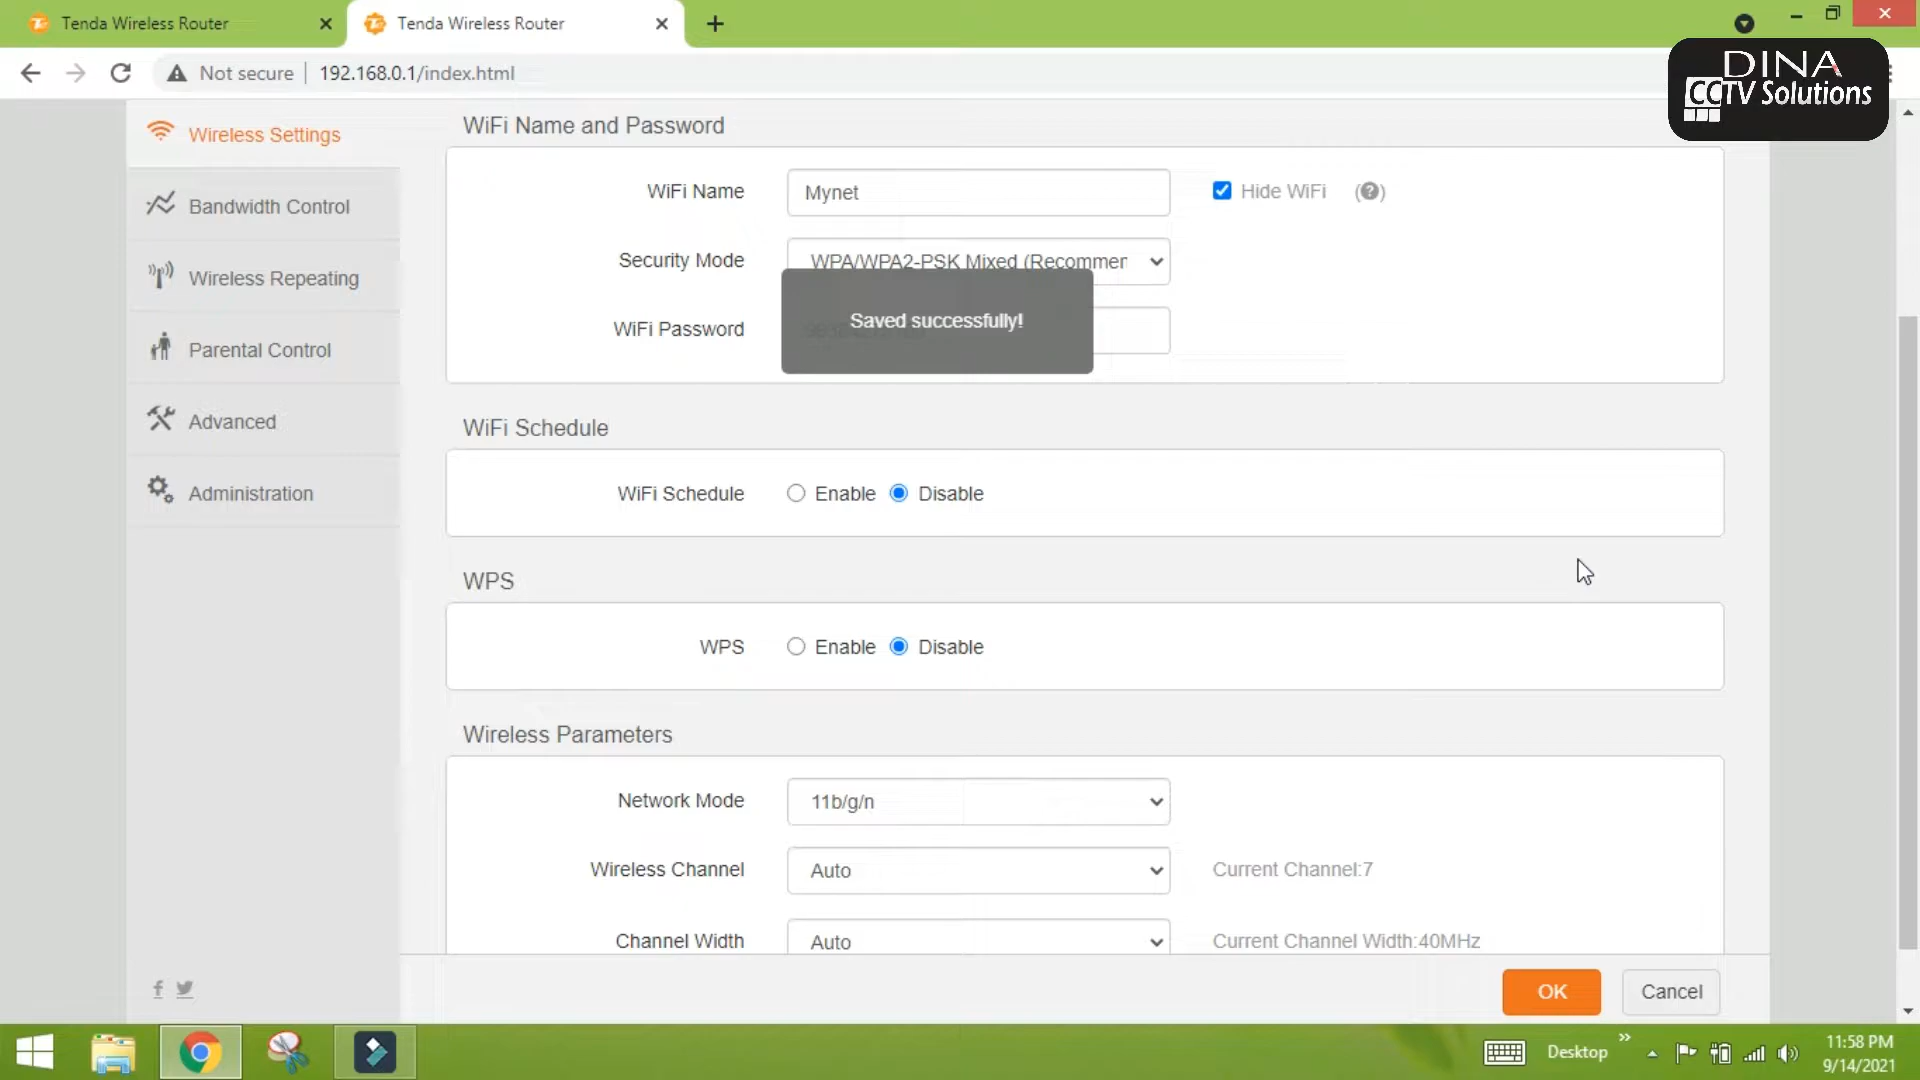 Tenda Wireless Router
Tenda Wireless Router
Not secure
192.168.0.1/index.html
DINA
CCTV Solutions
Wireless Settings
Bandwidth Control
Wireless Repeating
Parental Control
Advanced
Administration
WiFi Name and Password
WiFi Name
Mynet
Hide WiFi
(?)
Security Mode
WPA/WPA2-PSK Mixed (Recommen
WiFi Password
Saved successfully!
WiFi Schedule
WiFi Schedule
Enable
Disable
WPS
WPS
Enable
Disable
Wireless Parameters
Network Mode
11b/g/n
Wireless Channel
Auto
Current Channel:7
Channel Width
Auto
Current Channel Width:40MHz
OK
Cancel
Desktop
11:58 PM
9/14/2021